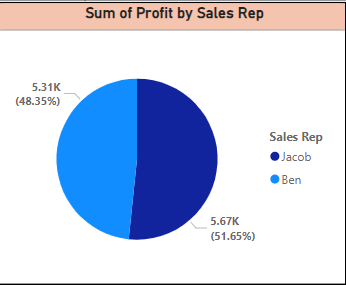 Sum of Profit by Sales Rep
5.31K
(48.35%)
Sales Rep
Jacob
Ben
5.67K
(51.65%)